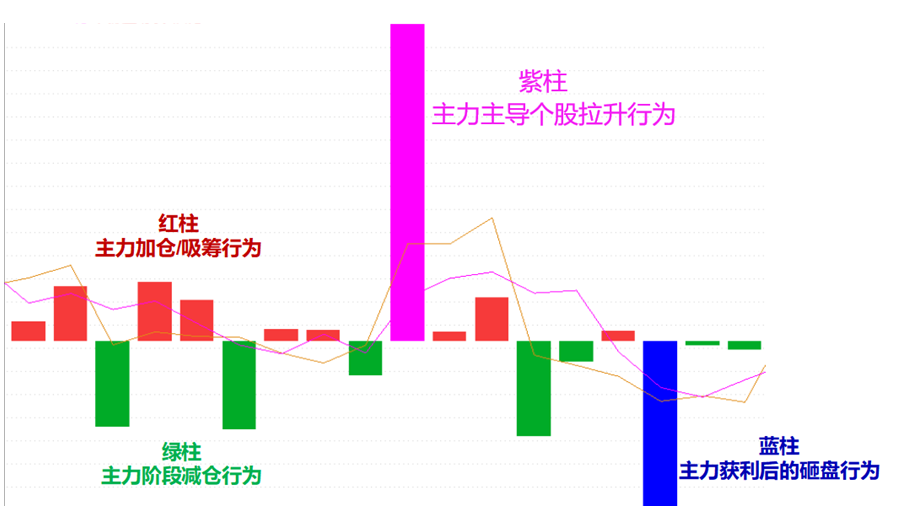 紫柱
主力主导个股拉升行为
红柱
主力加仓/吸筹行为
绿柱
主力阶段减仓行为
蓝柱
主力获利后的砸盘行为